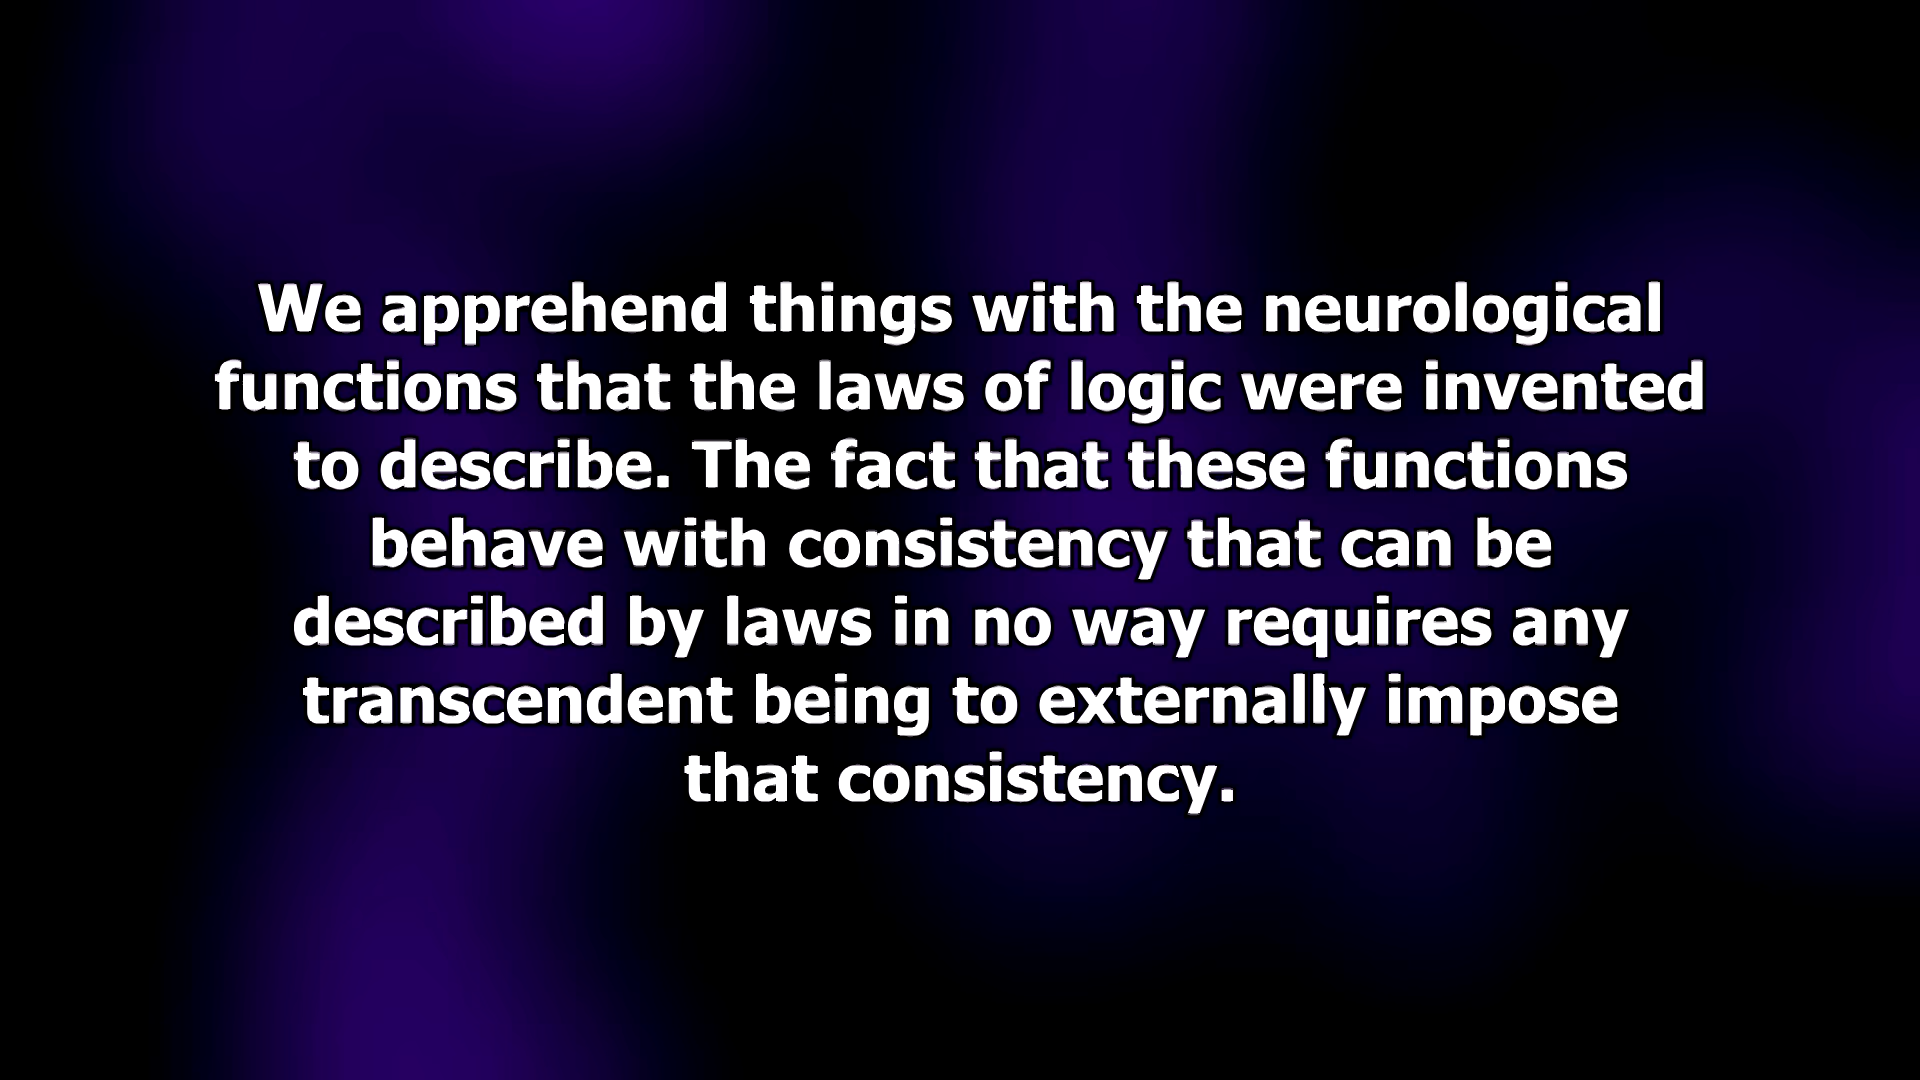 We apprehend things with the neurological
functions that the laws of logic were invented
to describe. The fact that these functions
behave with consistency that can be
described by laws in no way requires any
transcendent being to externally impose
that consistency.